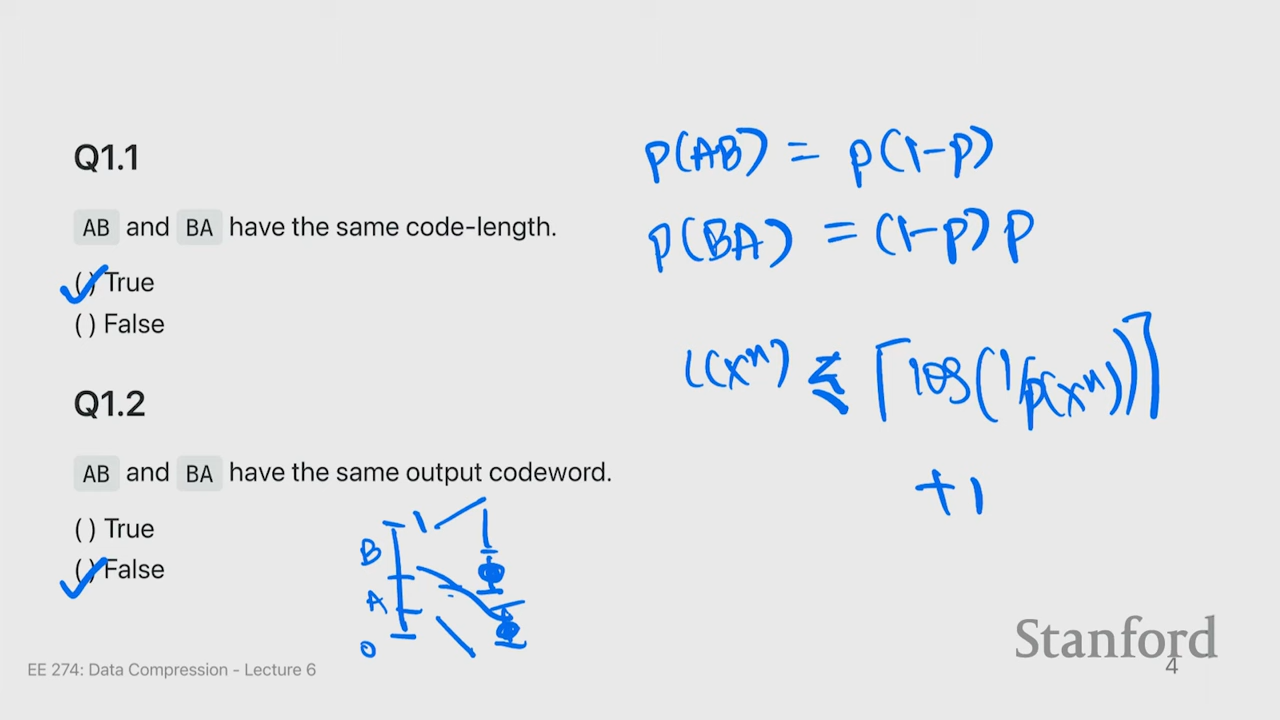 Q1.1
AB and BA have the same code-length.
( ) True
( ) False
Q1.2
AB and BA have the same output codeword.
( ) True
( ) False
P(AB) = p(1-p)
P(BA) = (1-p) p
L(x^n) ≤ ⌈log(1/p(x^n))⌉
+1
1
B
A
0
Stanford
EE 274: Data Compression - Lecture 6
4